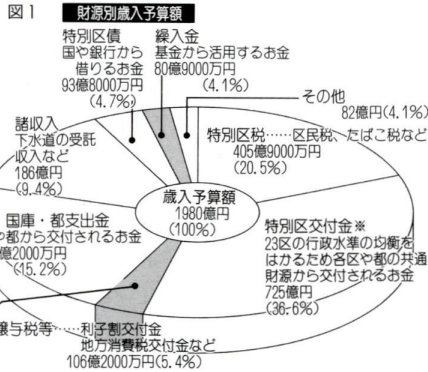 図1 財源別歳入予算額
特別区債
国や銀行から
借りるお金
93億8000万円
(4.7%)
繰入金
基金から活用するお金
80億9000万円
(4.1%)
その他
82億円(4.1%)
諸収入
下水道の受託
収入など
186億円
(9.4%)
特別区税……区民税、たばこ税など
405億9000万円
(20.5%)
歳入予算額
1980億円
(100%)
国庫・都支出金
や都から交付されるお金
億2000万円
(15.2%)
特別区交付金※
23区の行政水準の均衡を
はかるため各区や都の共通
財源から交付されるお金
725億円
(36.6%)
譲与税等……利子割交付金
地方消費税交付金など
106億2000万円(5.4%)